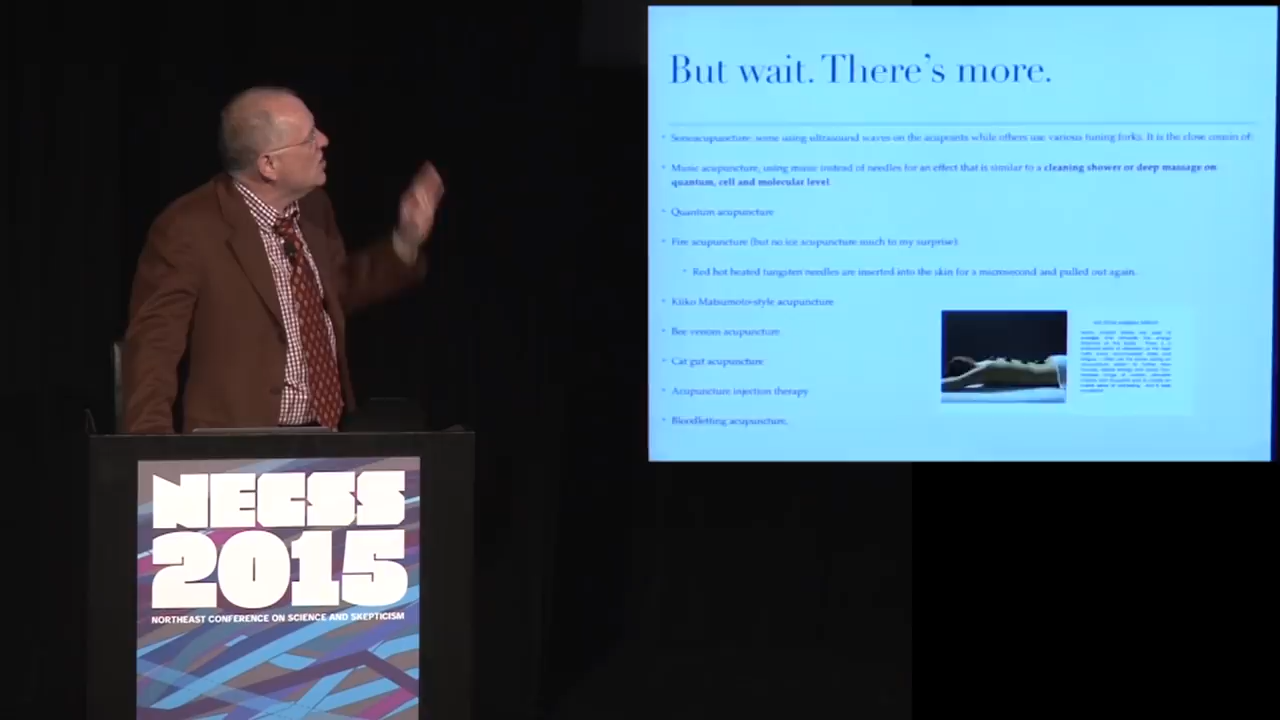 But wait. There's more.
• Sonoacupuncture: some using ultrasound waves on the acupoints while others use various tuning forks. It is the close cousin of:
• Music acupuncture, using music instead of needles for an effect that is similar to a cleaning shower or deep massage on
quantum, cell and molecular level.
• Quantum acupuncture
• Fire acupuncture (but no ice acupuncture much to my surprise).
• Red hot heated tungsten needles are inserted into the skin for a microsecond and pulled out again.
• Kiiko Matsumoto-style acupuncture
• Bee venom acupuncture
• Cat gut acupuncture
• Acupuncture injection therapy
• Bloodletting acupuncture.
NECSS
2015
NORTHEAST CONFERENCE ON SCIENCE AND SKEPTICISM